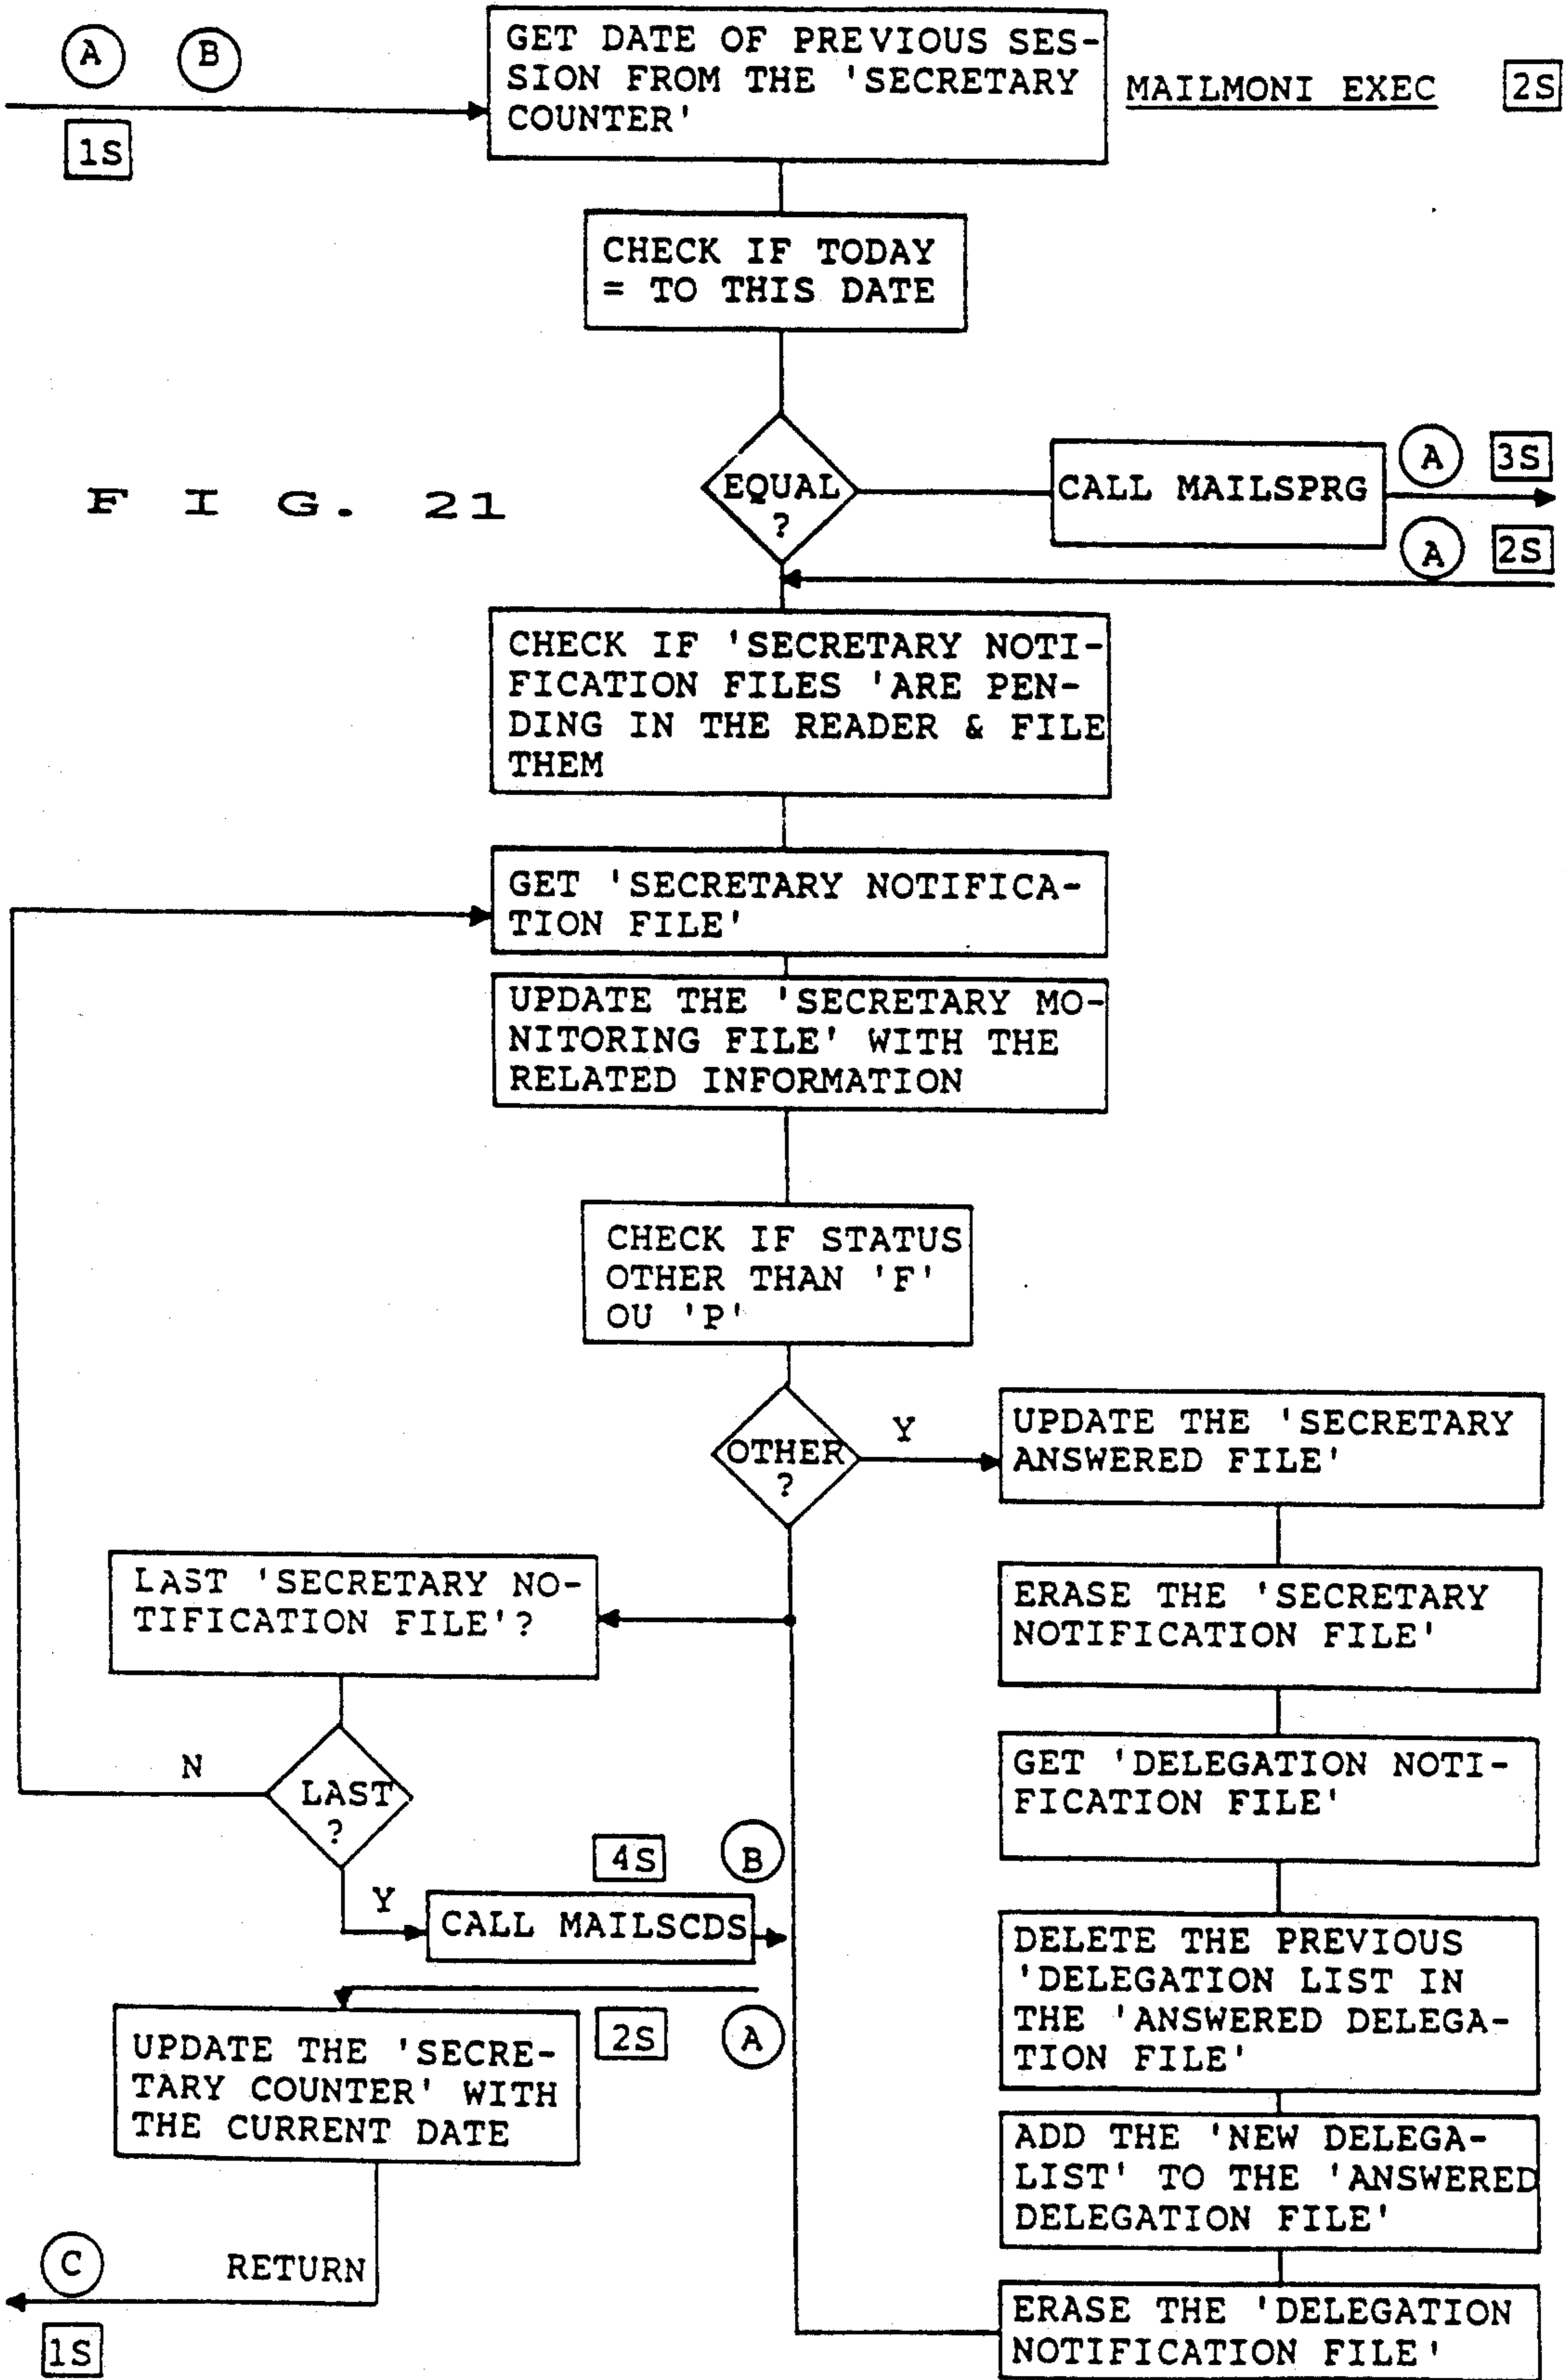 A B
GET DATE OF PREVIOUS SES-
SION FROM THE 'SECRETARY
COUNTER'
MAILMONI EXEC 2S
1S
CHECK IF TODAY
= TO THIS DATE
F I G. 21
EQUAL
?
CALL MAILSPRG
A 3S
A 2S
CHECK IF 'SECRETARY NOTI-
FICATION FILES 'ARE PEN-
DING IN THE READER & FILE
THEM
GET 'SECRETARY NOTIFICA-
TION FILE'
UPDATE THE 'SECRETARY MO-
NITORING FILE' WITH THE
RELATED INFORMATION
CHECK IF STATUS
OTHER THAN 'F'
OU 'P'
OTHER
?
Y
UPDATE THE 'SECRETARY
ANSWERED FILE'
LAST 'SECRETARY NO-
TIFICATION FILE'?
ERASE THE 'SECRETARY
NOTIFICATION FILE'
N
LAST
?
GET 'DELEGATION NOTI-
FICATION FILE'
4S B
Y
CALL MAILSCDS
DELETE THE PREVIOUS
'DELEGATION LIST IN
THE 'ANSWERED DELEGA-
TION FILE'
2S A
UPDATE THE 'SECRE-
TARY COUNTER' WITH
THE CURRENT DATE
ADD THE 'NEW DELEGA-
LIST' TO THE 'ANSWERED
DELEGATION FILE'
C RETURN
1S
ERASE THE 'DELEGATION
NOTIFICATION FILE'